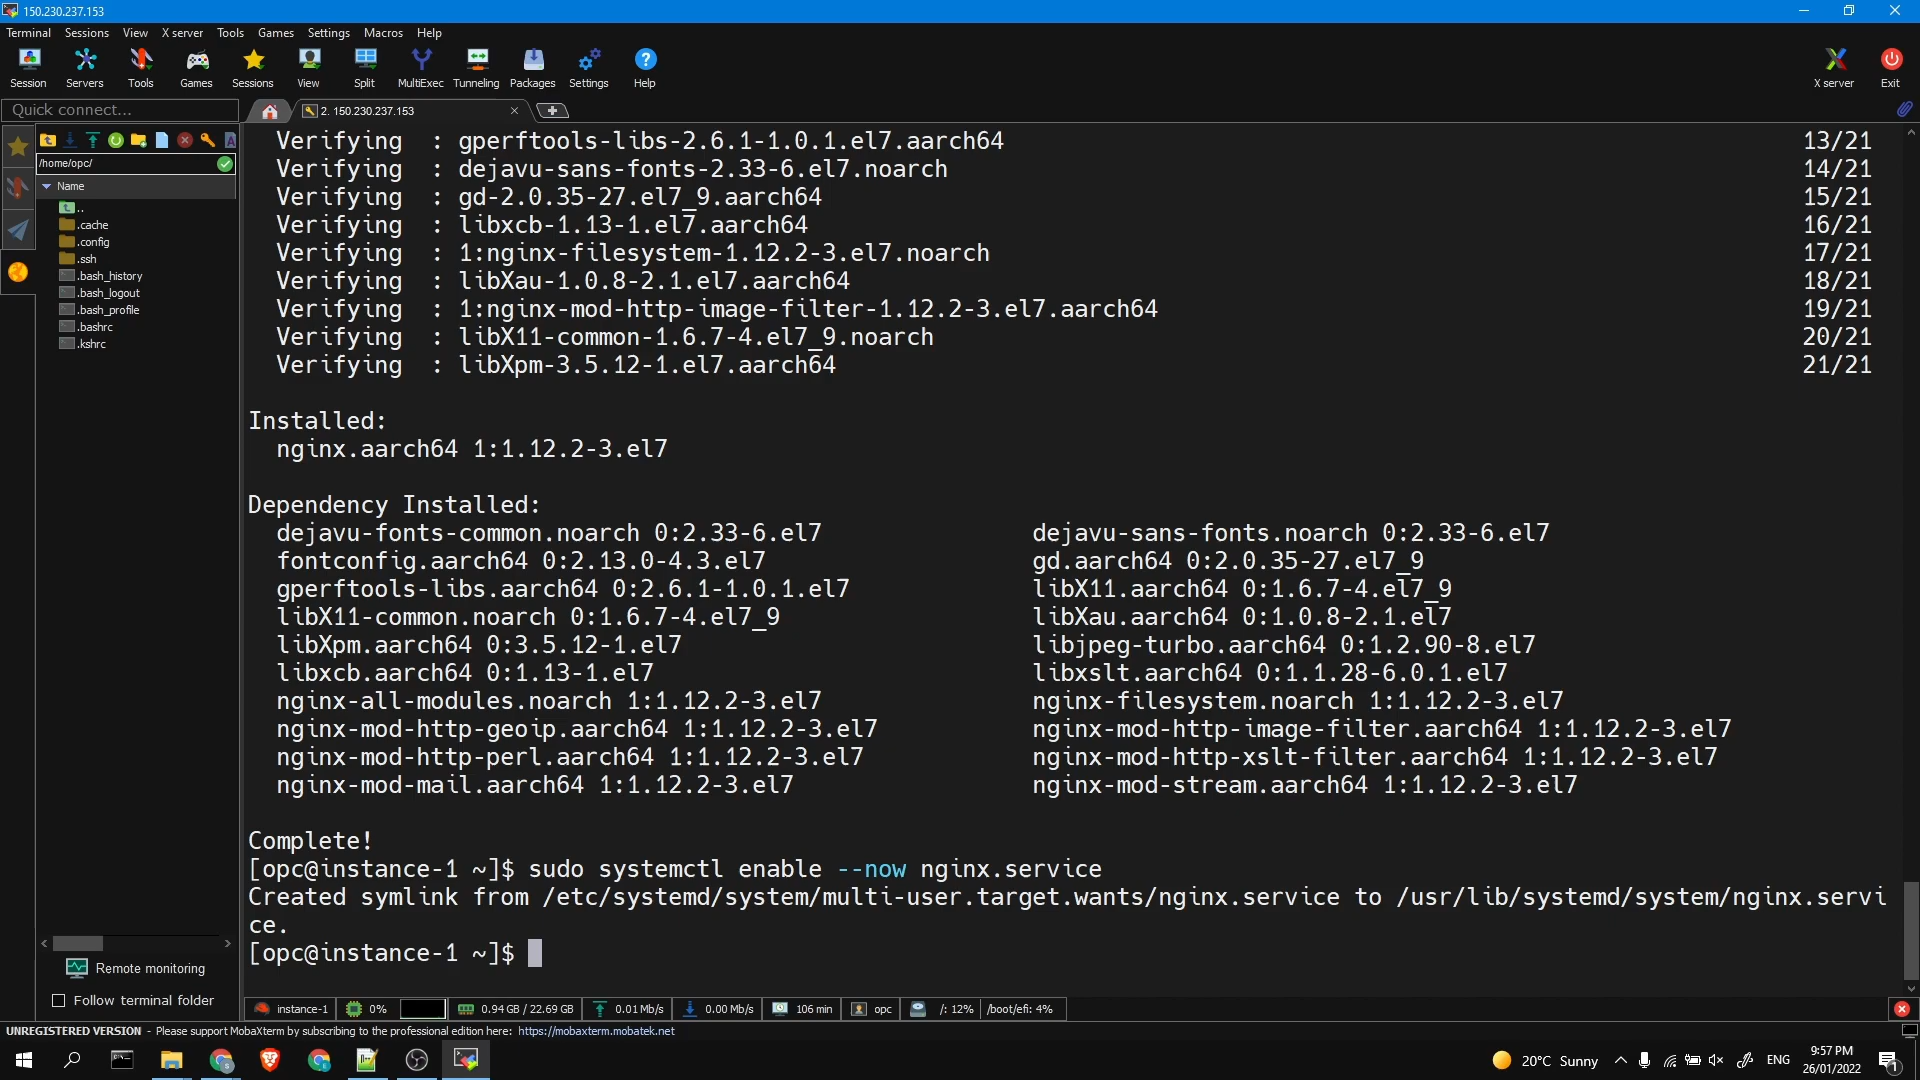 150.230.237.153
Terminal Sessions View X server Tools Games Settings Macros Help
Session Servers Tools Games Sessions View Split MultiExec Tunneling Packages Settings Help X server Exit
Quick connect...
2. 150.230.237.153
/home/opc/
Name
..
.cache
.config
.ssh
.bash_history
.bash_logout
.bash_profile
.bashrc
.kshrc
Remote monitoring
Follow terminal folder
Verifying : gperftools-libs-2.6.1-1.0.1.el7.aarch64 13/21
Verifying : dejavu-sans-fonts-2.33-6.el7.noarch 14/21
Verifying : gd-2.0.35-27.el7_9.aarch64 15/21
Verifying : libxcb-1.13-1.el7.aarch64 16/21
Verifying : 1:nginx-filesystem-1.12.2-3.el7.noarch 17/21
Verifying : libXau-1.0.8-2.1.el7.aarch64 18/21
Verifying : 1:nginx-mod-http-image-filter-1.12.2-3.el7.aarch64 19/21
Verifying : libX11-common-1.6.7-4.el7_9.noarch 20/21
Verifying : libXpm-3.5.12-1.el7.aarch64 21/21
Installed:
nginx.aarch64 1:1.12.2-3.el7
Dependency Installed:
dejavu-fonts-common.noarch 0:2.33-6.el7 dejavu-sans-fonts.noarch 0:2.33-6.el7
fontconfig.aarch64 0:2.13.0-4.3.el7 gd.aarch64 0:2.0.35-27.el7_9
gperftools-libs.aarch64 0:2.6.1-1.0.1.el7 libX11.aarch64 0:1.6.7-4.el7_9
libX11-common.noarch 0:1.6.7-4.el7_9 libXau.aarch64 0:1.0.8-2.1.el7
libXpm.aarch64 0:3.5.12-1.el7 libjpeg-turbo.aarch64 0:1.2.90-8.el7
libxcb.aarch64 0:1.13-1.el7 libxslt.aarch64 0:1.1.28-6.0.1.el7
nginx-all-modules.noarch 1:1.12.2-3.el7 nginx-filesystem.noarch 1:1.12.2-3.el7
nginx-mod-http-geoip.aarch64 1:1.12.2-3.el7 nginx-mod-http-image-filter.aarch64 1:1.12.2-3.el7
nginx-mod-http-perl.aarch64 1:1.12.2-3.el7 nginx-mod-http-xslt-filter.aarch64 1:1.12.2-3.el7
nginx-mod-mail.aarch64 1:1.12.2-3.el7 nginx-mod-stream.aarch64 1:1.12.2-3.el7
Complete!
[opc@instance-1 ~]$ sudo systemctl enable --now nginx.service
Created symlink from /etc/systemd/system/multi-user.target.wants/nginx.service to /usr/lib/systemd/system/nginx.servi
ce.
[opc@instance-1 ~]$
instance-1 0% 0.94 GB / 22.69 GB 0.01 Mb/s 0.00 Mb/s 106 min opc /: 12% /boot/efi: 4%
UNREGISTERED VERSION - Please support MobaXterm by subscribing to the professional edition here: https://mobaxterm.mobatek.net
20°C Sunny ENG 9:57 PM
26/01/2022 1